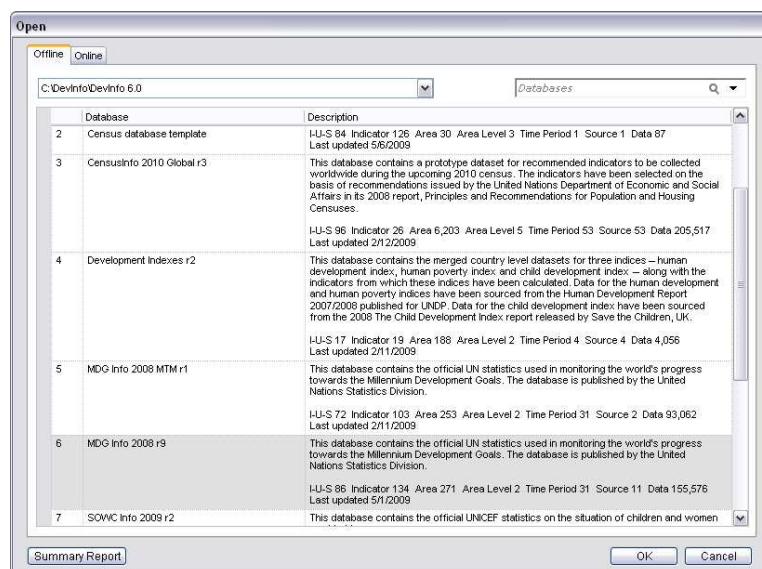 Open
Offline Online
C:\DevInfo\DevInfo 6.0
Databases
Database Description
2 Census database template I-U-S 84 Indicator 126 Area 30 Area Level 3 Time Period 1 Source 1 Data 87
Last updated 5/6/2009
3 CensusInfo 2010 Global r3 This database contains a prototype dataset for recommended indicators to be collected
worldwide during the upcoming 2010 census. The indicators have been selected on the
basis of recommendations issued by the United Nations Department of Economic and Social
Affairs in its 2008 report, Principles and Recommendations for Population and Housing
Censuses.
I-U-S 96 Indicator 26 Area 6,203 Area Level 5 Time Period 53 Source 53 Data 205,517
Last updated 2/12/2009
4 Development Indexes r2 This database contains the merged country level datasets for three indices – human
development index, human poverty index and child development index – along with the
indicators from which these indices have been calculated. Data for the human development
and human poverty indices have been sourced from the Human Development Report
2007/2008 published for UNDP. Data for the child development index have been sourced
from the 2008 The Child Development Index report released by Save the Children, UK.
I-U-S 17 Indicator 19 Area 188 Area Level 2 Time Period 4 Source 4 Data 4,056
Last updated 2/11/2009
5 MDG Info 2008 MTM r1 This database contains the official UN statistics used in monitoring the world's progress
towards the Millennium Development Goals. The database is published by the United
Nations Statistics Division.
I-U-S 72 Indicator 103 Area 253 Area Level 2 Time Period 31 Source 2 Data 93,062
Last updated 2/11/2009
6 MDG Info 2008 r9 This database contains the official UN statistics used in monitoring the world's progress
towards the Millennium Development Goals. The database is published by the United
Nations Statistics Division.
I-U-S 86 Indicator 134 Area 271 Area Level 2 Time Period 31 Source 11 Data 155,576
Last updated 5/1/2009
7 SOWC Info 2009 r2 This database contains the official UNICEF statistics on the situation of children and women
Summary Report OK Cancel